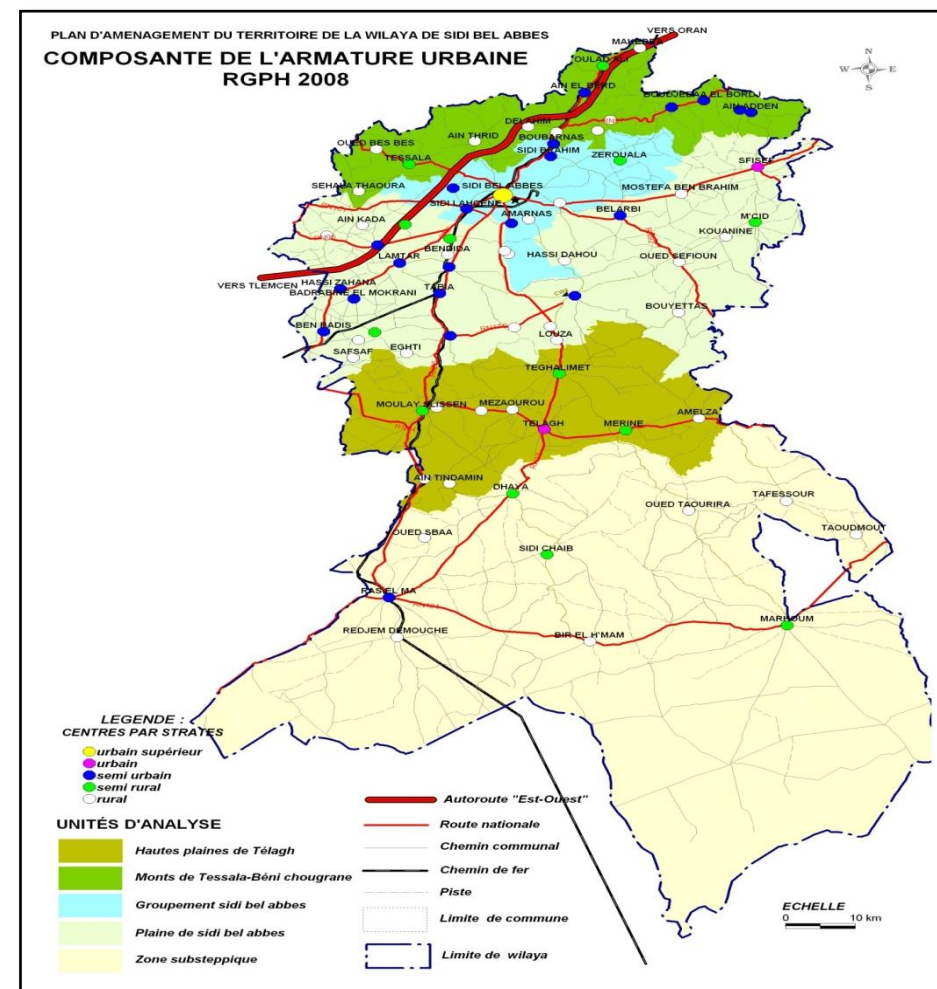 PLAN D'AMENAGEMENT DU TERRITOIRE DE LA WILAYA DE SIDI BEL ABBES
COMPOSANTE DE L'ARMATURE URBAINE
RGPH 2008
VERS ORAN
MAKEDRA
OULAD ALI
N
W E
S
AIN EL BERD
BOUDJEBAA EL BORDJ
AIN ADDEN
DELAHIM
AIN THRID
BOUBARNAS
OUED BES BES
SIDI BRAHIM
TESSALA
ZEROUALA
SFISEF
SEHALA THAOURA
SIDI BEL ABBES
MOSTEFA BEN BRAHIM
SIDI LAHCENE
AIN KADA
AMARNAS
BELARBI
M'CID
KOUANINE
BENDIDA
LAMTAR
HASSI DAHOU
OUED SEFIOUN
VERS TLEMCEN
HASSI ZAHANA
BADRABINE EL MOKRANI
TABIA
BOUYETTAS
BEN BADIS
LOUZA
SAFSAF
EGHTI
TEGHALIMET
MOULAY SLISSEN
MEZAOUROU
AMELZA
TELAGH
MERINE
AIN TINDAMIN
DHAYA
OUED TAOURIRA
TAFESSOUR
OUED SBAA
TAOUDMOUT
SIDI CHAIB
RAS EL MA
MARHOUM
REDJEM DEMOUCHE
BIR EL H'MAM
LEGENDE :
CENTRES PAR STRATES
urbain supérieur
urbain
semi urbain
semi rural
rural
UNITÉS D'ANALYSE
Hautes plaines de Télagh
Monts de Tessala-Béni chougrane
Groupement sidi bel abbes
Plaine de sidi bel abbes
Zone substeppique
Autoroute "Est-Ouest"
Route nationale
Chemin communal
Chemin de fer
Piste
Limite de commune
Limite de wilaya
ECHELLE
0 10 km